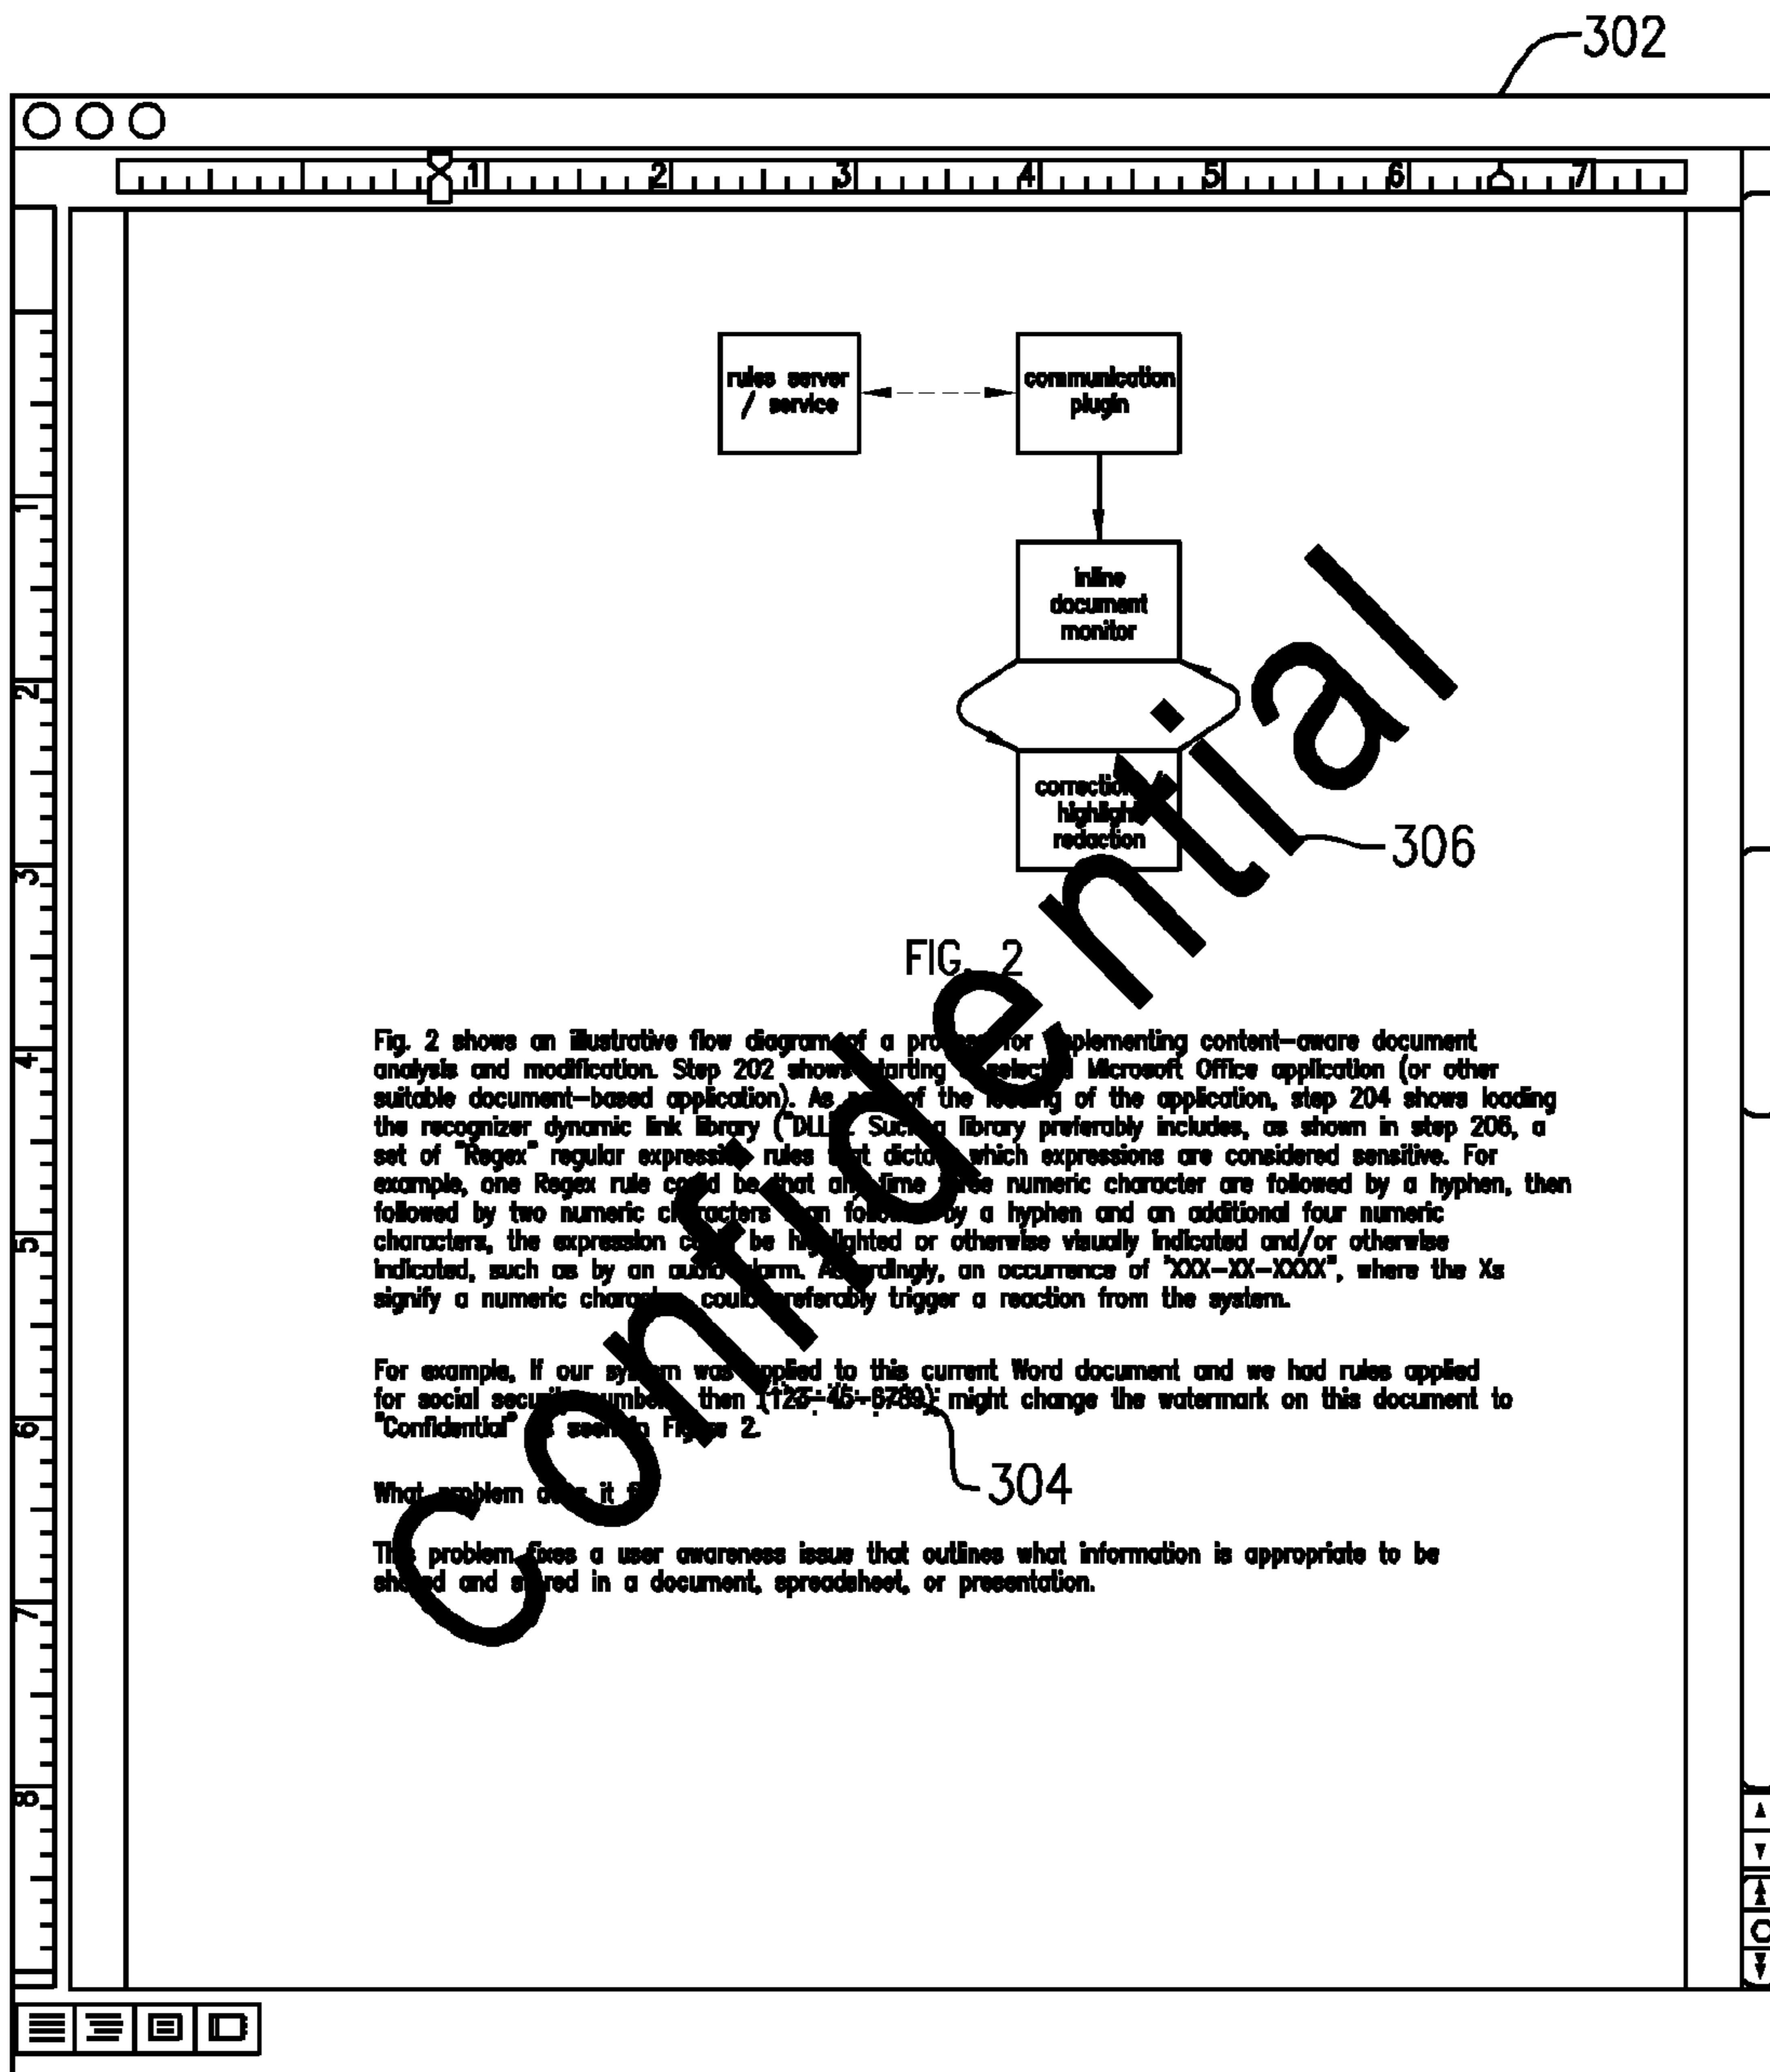 302
1 2 3 4 5 6 7
rules server
/ service
communication
plugin
inline
document
monitor
correction
highlight
redaction
306
FIG. 2
Confidential
Fig. 2 shows an illustrative flow diagram of a process for implementing content-aware document
analysis and modification. Step 202 shows starting a selected Microsoft Office application (or other
suitable document-based application). As part of the loading of the application, step 204 shows loading
the recognizer dynamic link library ("DLL"). Such a library preferably includes, as shown in step 206, a
set of "Regex" regular expression rules that dictate which expressions are considered sensitive. For
example, one Regex rule could be that any time three numeric character are followed by a hyphen, then
followed by two numeric characters then followed by a hyphen and an additional four numeric
characters, the expression could be highlighted or otherwise visually indicated and/or otherwise
indicated, such as by an audio alarm. Accordingly, an occurrence of "XXX-XX-XXXX", where the Xs
signify a numeric character, could preferably trigger a reaction from the system.
For example, If our system was applied to this current Word document and we had rules applied
for social security numbers, then (123-45-6789) might change the watermark on this document to
"Confidential" as seen in Figure 2.
304
What problem does it
This problem fixes a user awareness issue that outlines what information is appropriate to be
shared and stored in a document, spreadsheet, or presentation.
1
2
3
4
5
6
7
8